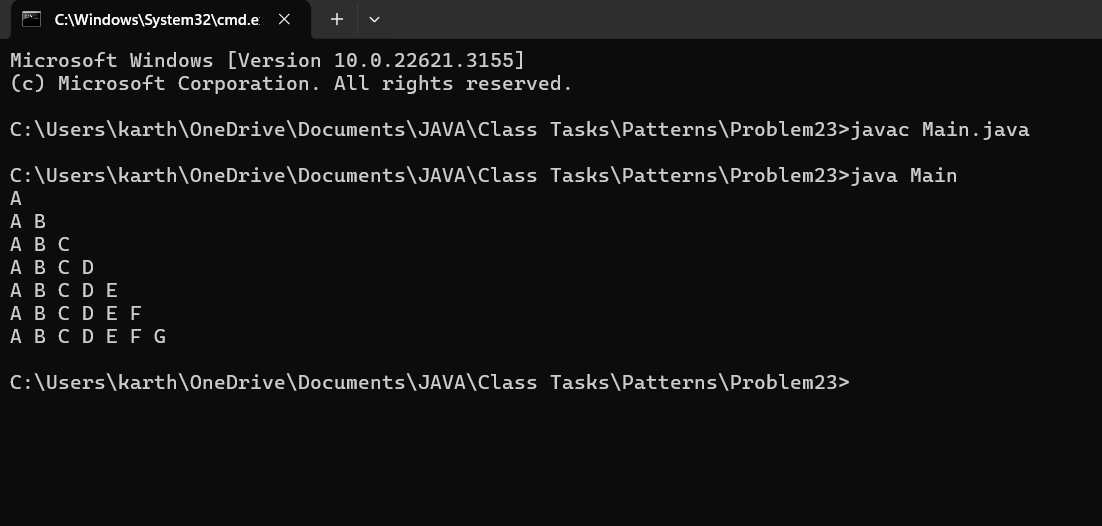 C:\Windows\System32\cmd.e
Microsoft Windows [Version 10.0.22621.3155]
(c) Microsoft Corporation. All rights reserved.
C:\Users\karth\OneDrive\Documents\JAVA\Class Tasks\Patterns\Problem23>javac Main.java
C:\Users\karth\OneDrive\Documents\JAVA\Class Tasks\Patterns\Problem23>java Main
A
A B
A B C
A B C D
A B C D E
A B C D E F
A B C D E F G
C:\Users\karth\OneDrive\Documents\JAVA\Class Tasks\Patterns\Problem23>